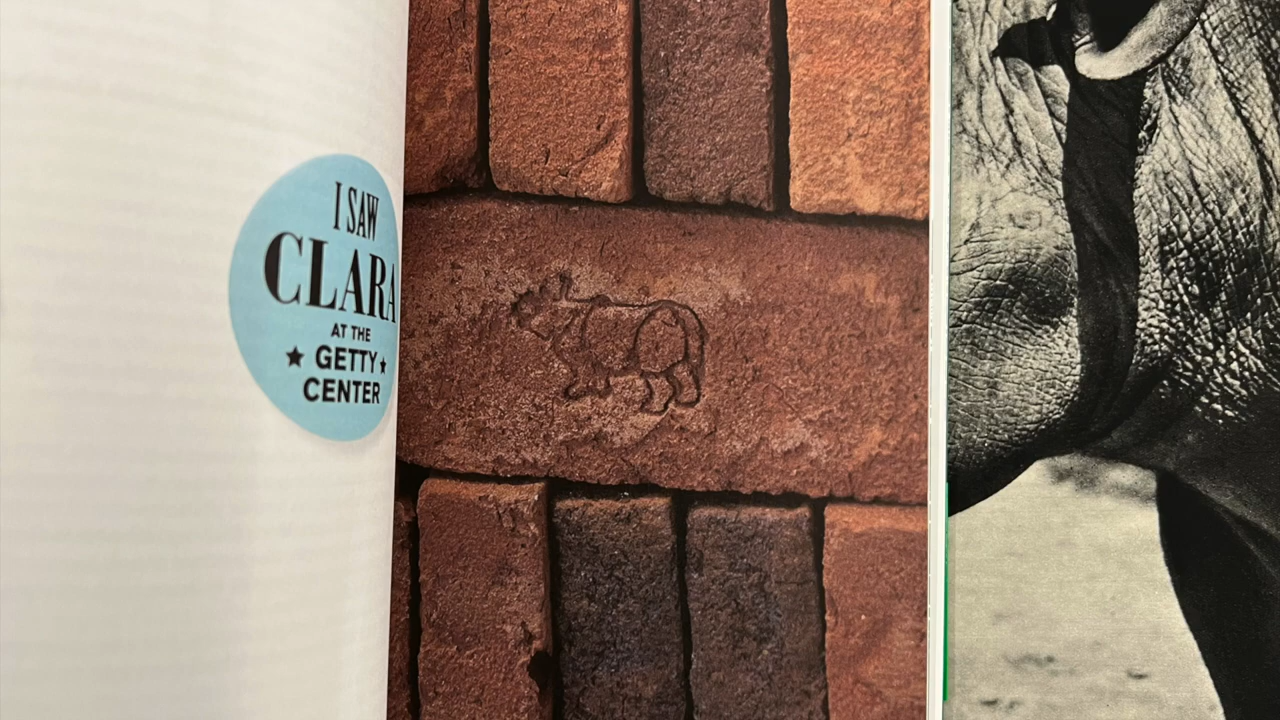 I SAW
CLARA
AT THE
GETTY
CENTER